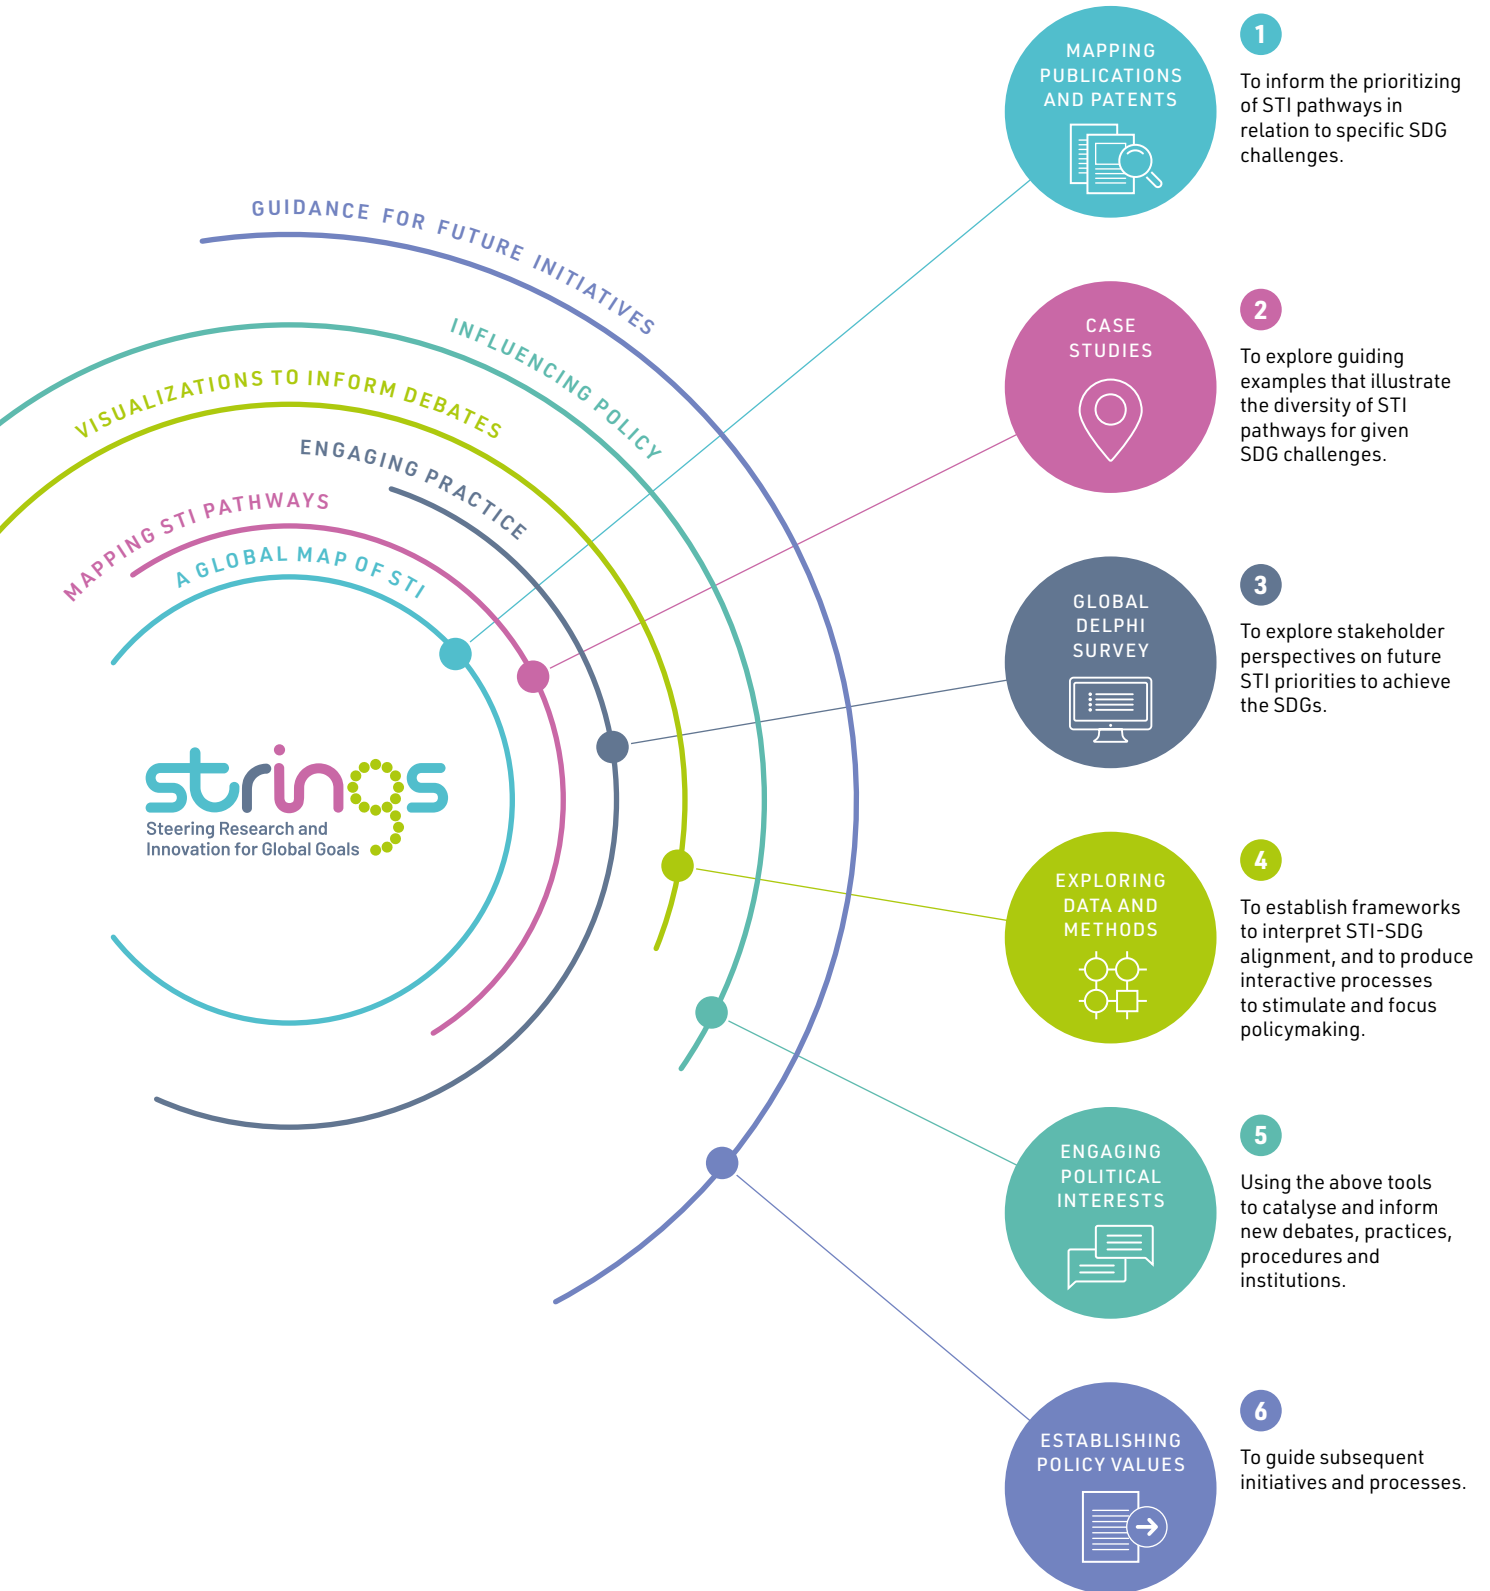 GUIDANCE FOR FUTURE INITIATIVES
INFLUENCING POLICY
VISUALIZATIONS TO INFORM DEBATES
ENGAGING PRACTICE
MAPPING STI PATHWAYS
A GLOBAL MAP OF STI
strings
Steering Research and
Innovation for Global Goals
MAPPING
PUBLICATIONS
AND PATENTS
1
To inform the prioritizing
of STI pathways in
relation to specific SDG
challenges.
CASE
STUDIES
2
To explore guiding
examples that illustrate
the diversity of STI
pathways for given
SDG challenges.
GLOBAL
DELPHI
SURVEY
3
To explore stakeholder
perspectives on future
STI priorities to achieve
the SDGs.
EXPLORING
DATA AND
METHODS
4
To establish frameworks
to interpret STI-SDG
alignment, and to produce
interactive processes
to stimulate and focus
policymaking.
ENGAGING
POLITICAL
INTERESTS
5
Using the above tools
to catalyse and inform
new debates, practices,
procedures and
institutions.
ESTABLISHING
POLICY VALUES
6
To guide subsequent
initiatives and processes.